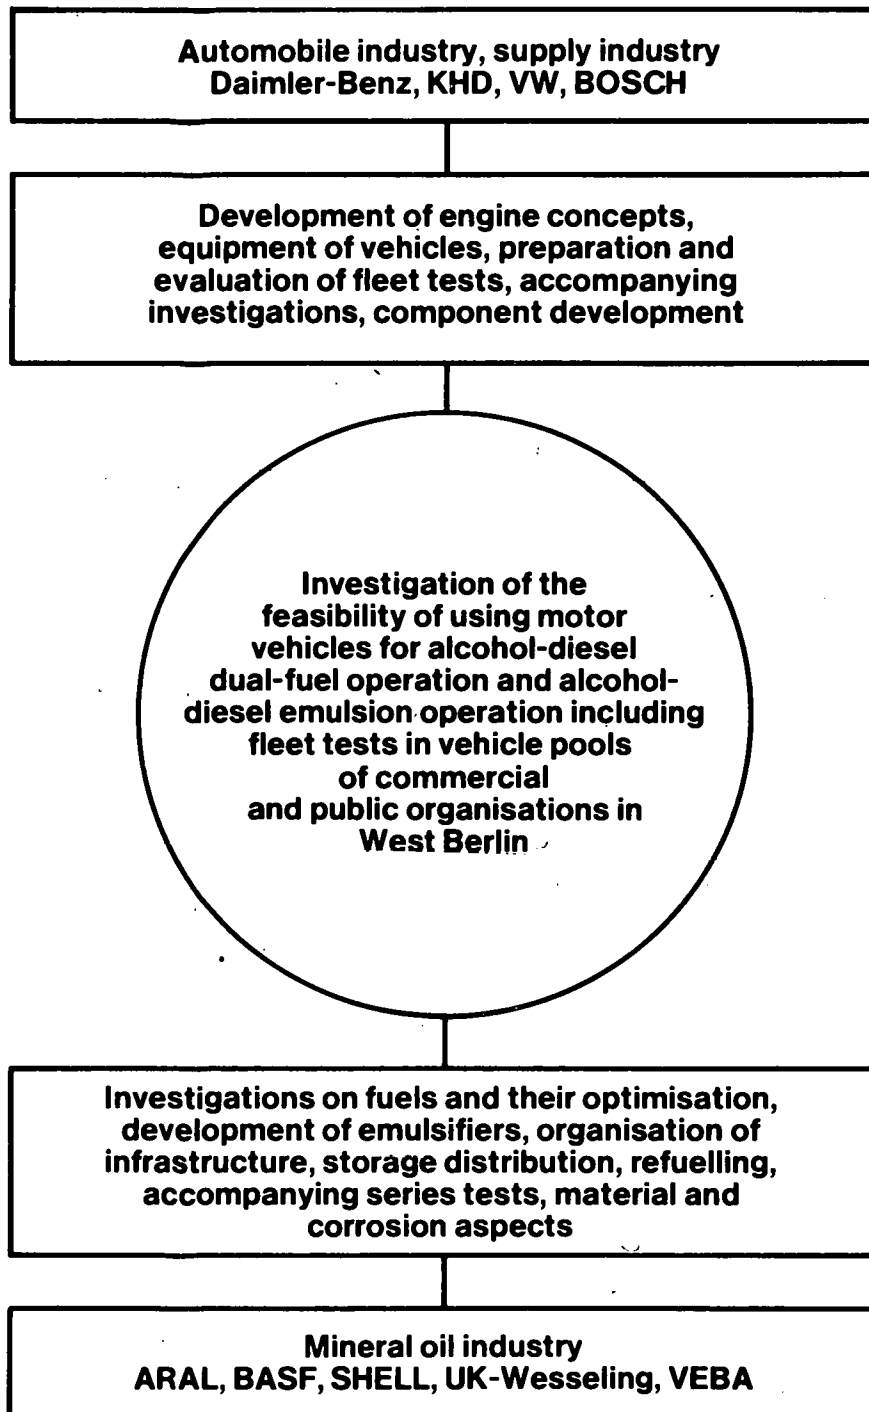 Automobile industry, supply industry
Daimler-Benz, KHD, VW, BOSCH
Development of engine concepts,
equipment of vehicles, preparation and
evaluation of fleet tests, accompanying
investigations, component development
Investigation of the
feasibility of using motor
vehicles for alcohol-diesel
dual-fuel operation and alcohol-
diesel emulsion operation including
fleet tests in vehicle pools
of commercial
and public organisations in
West Berlin
Investigations on fuels and their optimisation,
development of emulsifiers, organisation of
infrastructure, storage distribution, refuelling,
accompanying series tests, material and
corrosion aspects
Mineral oil industry
ARAL, BASF, SHELL, UK-Wesseling, VEBA